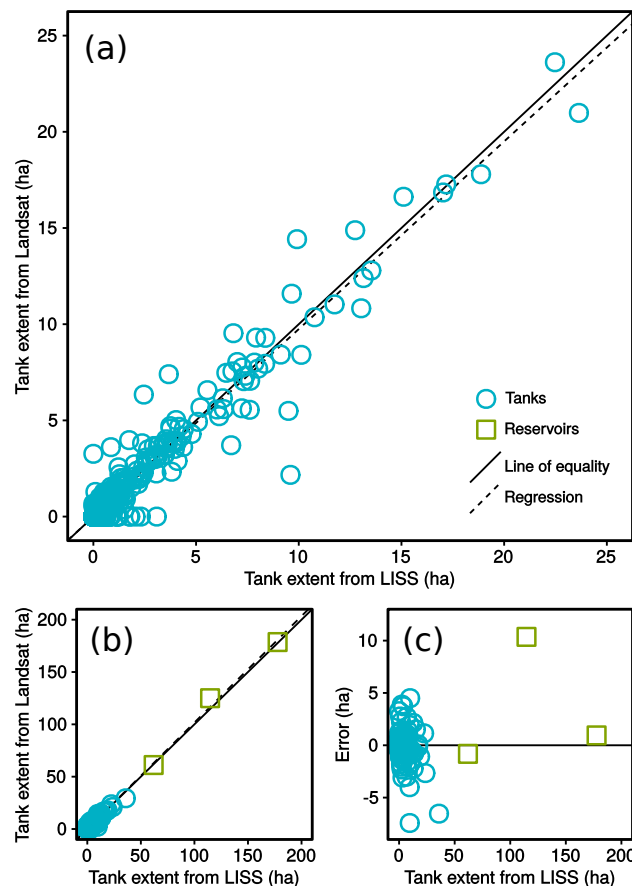 (a)
25
20
15
10
5
0
Tank extent from Landsat (ha)
Tanks
Reservoirs
Line of equality
Regression
0 5 10 15 20 25
Tank extent from LISS (ha)
(b)
200
150
100
50
0
Tank extent from Landsat (ha)
0 50 100 150 200
Tank extent from LISS (ha)
(c)
10
5
0
-5
Error (ha)
0 50 100 150 200
Tank extent from LISS (ha)